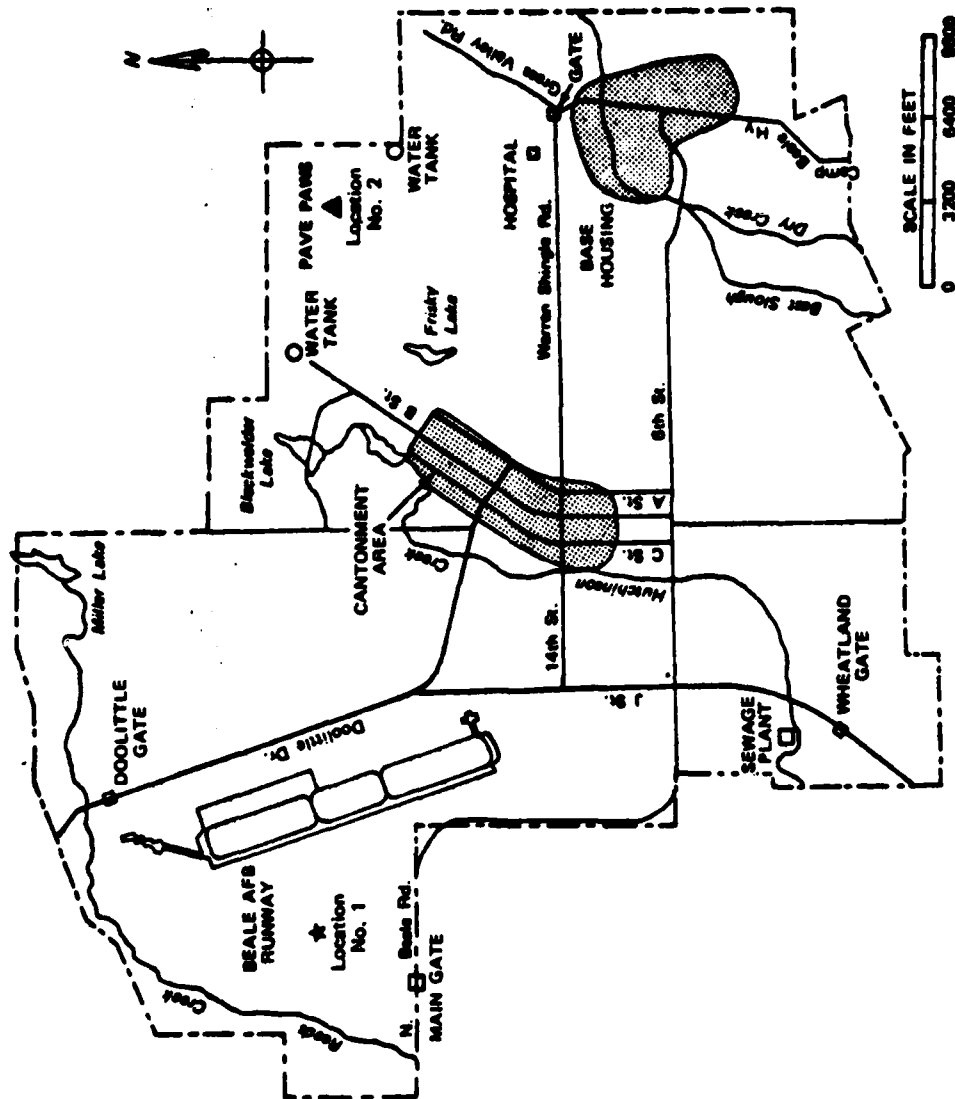 N
Miller Lake
DOOLITTLE
GATE
Doolittle Dr.
BEALE AFB
RUNWAY
Location
No. 1
N. Beale Rd.
MAIN GATE
Reeds
Creek
Blackwelder
Lake
WATER
TANK
PAVE PAWS
Location
No. 2
WATER
TANK
Frisky
Lake
B St.
CANTONMENT
AREA
Creek
Hutchinson
14th St.
Warren Shingle Rd.
HOSPITAL
Grass Valley Rd.
GATE
BASE
HOUSING
A St.
C St.
J St.
6th St.
Dry Creek
Best Slough
Camp
Beale
Hy
SEWAGE
PLANT
WHEATLAND
GATE
SCALE IN FEET
0 3200 6400 9600